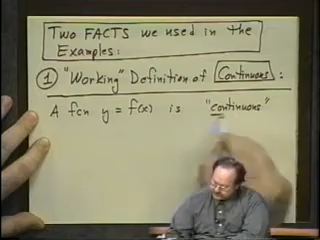 Two FACTS we used in the
Examples:
① "Working" Definition of Continuous :
A fcn y = f(x) is "continuous"